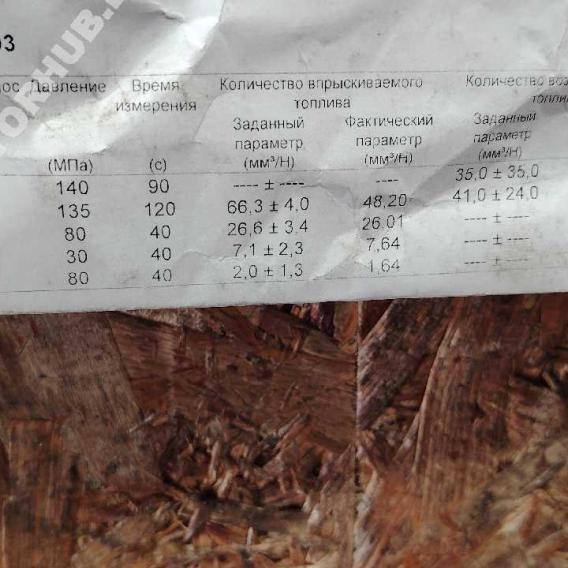 03
ос Давление Время Количество впрыскиваемого Количество воз
измерения топлива топли
Заданный Фактический Заданный
параметр параметр параметр
(МПа) (с) (мм³/Н) (мм³/Н) (мм³/Н)
140 90 ---- ± ---- ---- 35,0 ± 35,0
135 120 66,3 ± 4,0 48,20 41,0 ± 24,0
80 40 26,6 ± 3,4 26,01 ---- ± ----
30 40 7,1 ± 2,3 7,64 ---- ± ----
80 40 2,0 ± 1,3 1,64 ---- ± ----